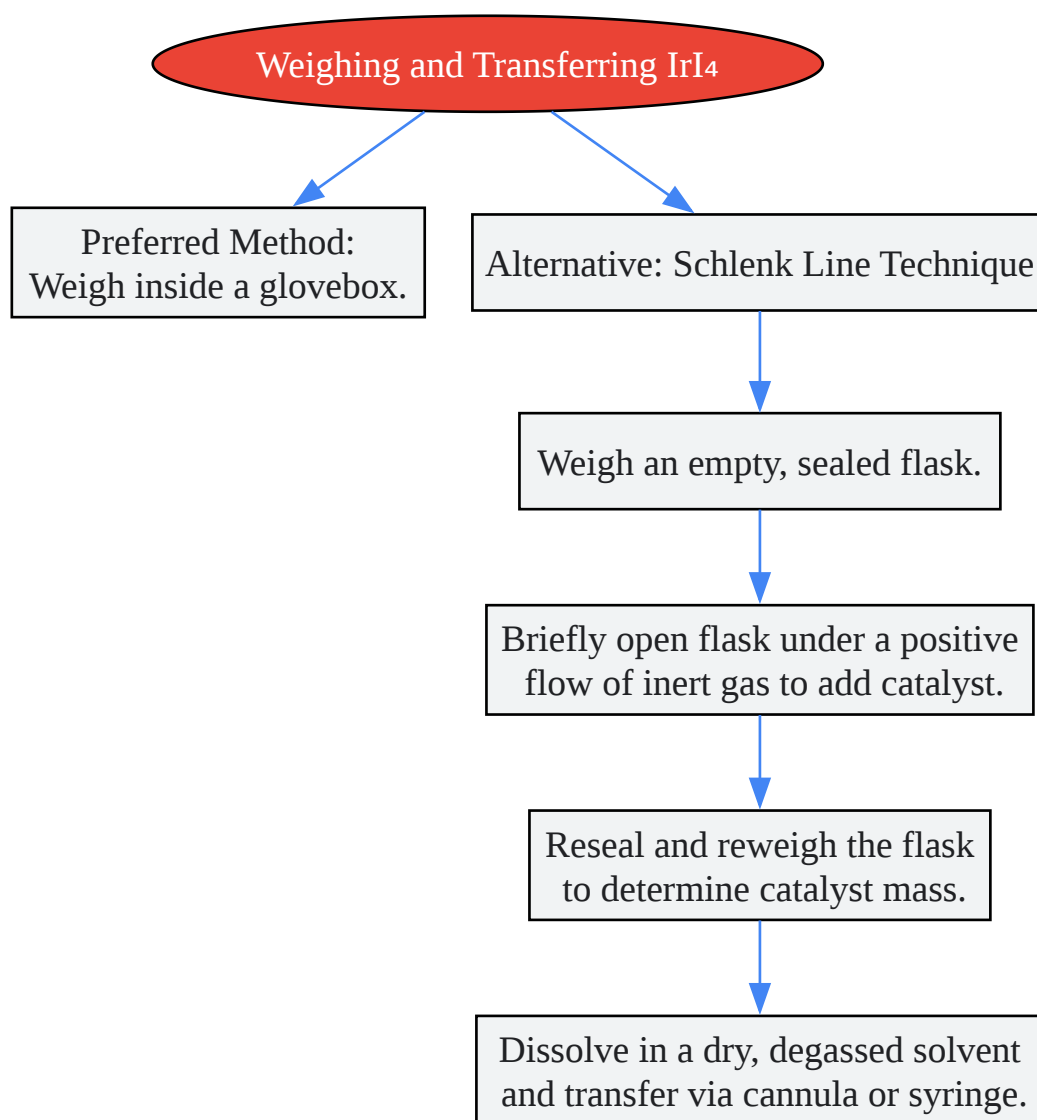 Weighing and Transferring IrI₄
Preferred Method:
Weigh inside a glovebox.
Alternative: Schlenk Line Technique
Weigh an empty, sealed flask.
Briefly open flask under a positive
flow of inert gas to add catalyst.
Reseal and reweigh the flask
to determine catalyst mass.
Dissolve in a dry, degassed solvent
and transfer via cannula or syringe.